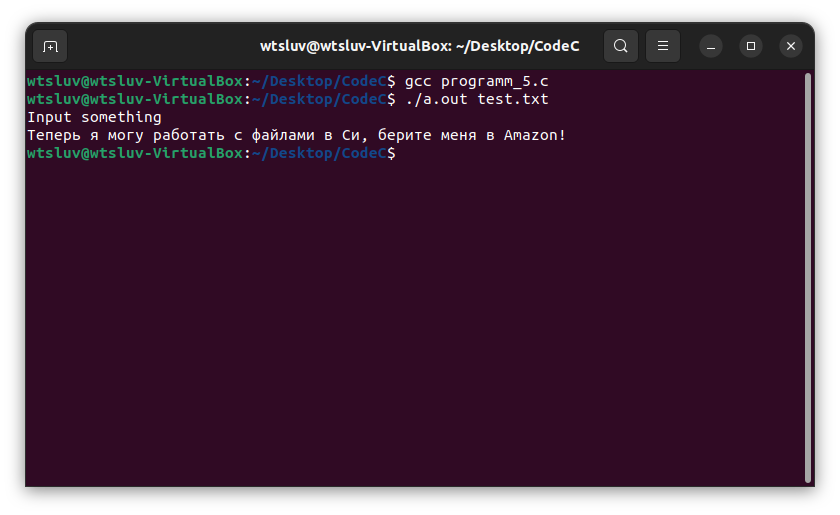 wtsluv@wtsluv-VirtualBox: ~/Desktop/CodeC
wtsluv@wtsluv-VirtualBox:~/Desktop/CodeC$ gcc programm_5.c
wtsluv@wtsluv-VirtualBox:~/Desktop/CodeC$ ./a.out test.txt
Input something
Теперь я могу работать с файлами в Си, берите меня в Amazon!
wtsluv@wtsluv-VirtualBox:~/Desktop/CodeC$